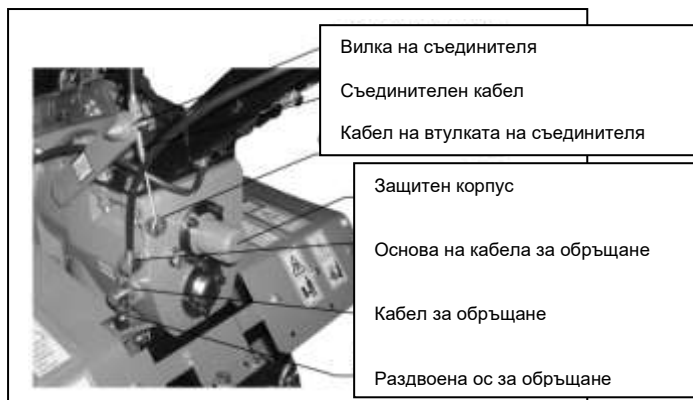 Вилка на съединителя
Съединителен кабел
Кабел на втулката на съединителя
Защитен корпус
Основа на кабела за обръщане
Кабел за обръщане
Раздвоена ос за обръщане